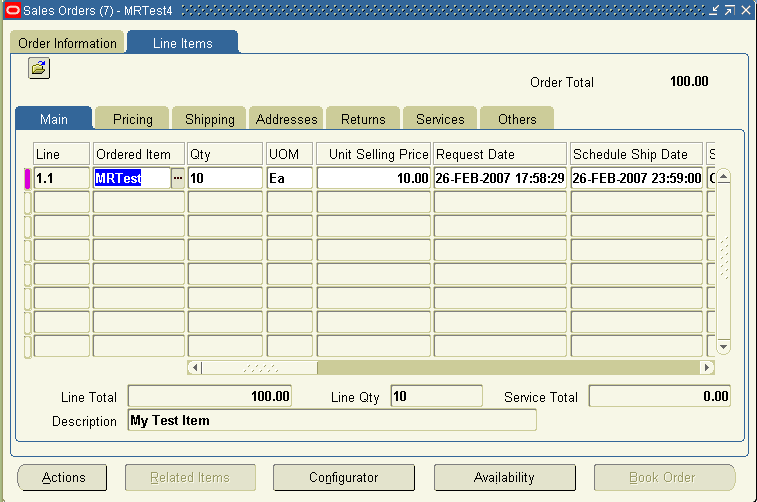 Sales Orders (7) - MRTest4
Order Information Line Items
Order Total 100.00
Main Pricing Shipping Addresses Returns Services Others
Line Ordered Item Qty UOM Unit Selling Price Request Date Schedule Ship Date S
1.1 MRTest ... 10 Ea 10.00 26-FEB-2007 17:58:29 26-FEB-2007 23:59:00
Line Total 100.00 Line Qty 10 Service Total 0.00
Description My Test Item
Actions Related Items Configurator Availability Book Order